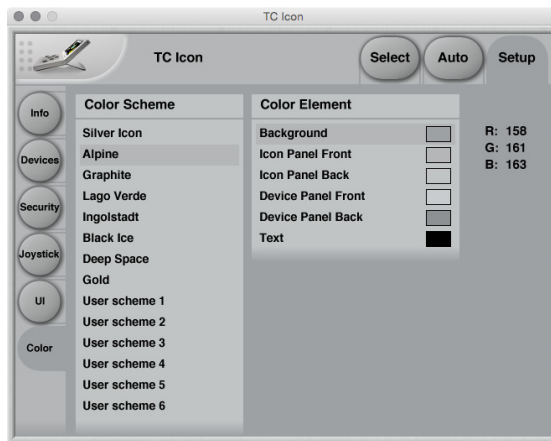 TC Icon
TC Icon
Select
Auto
Setup
Info
Devices
Security
Joystick
UI
Color
Color Scheme
Silver Icon
Alpine
Graphite
Lago Verde
Ingolstadt
Black Ice
Deep Space
Gold
User scheme 1
User scheme 2
User scheme 3
User scheme 4
User scheme 5
User scheme 6
Color Element
Background
Icon Panel Front
Icon Panel Back
Device Panel Front
Device Panel Back
Text
R: 158
G: 161
B: 163